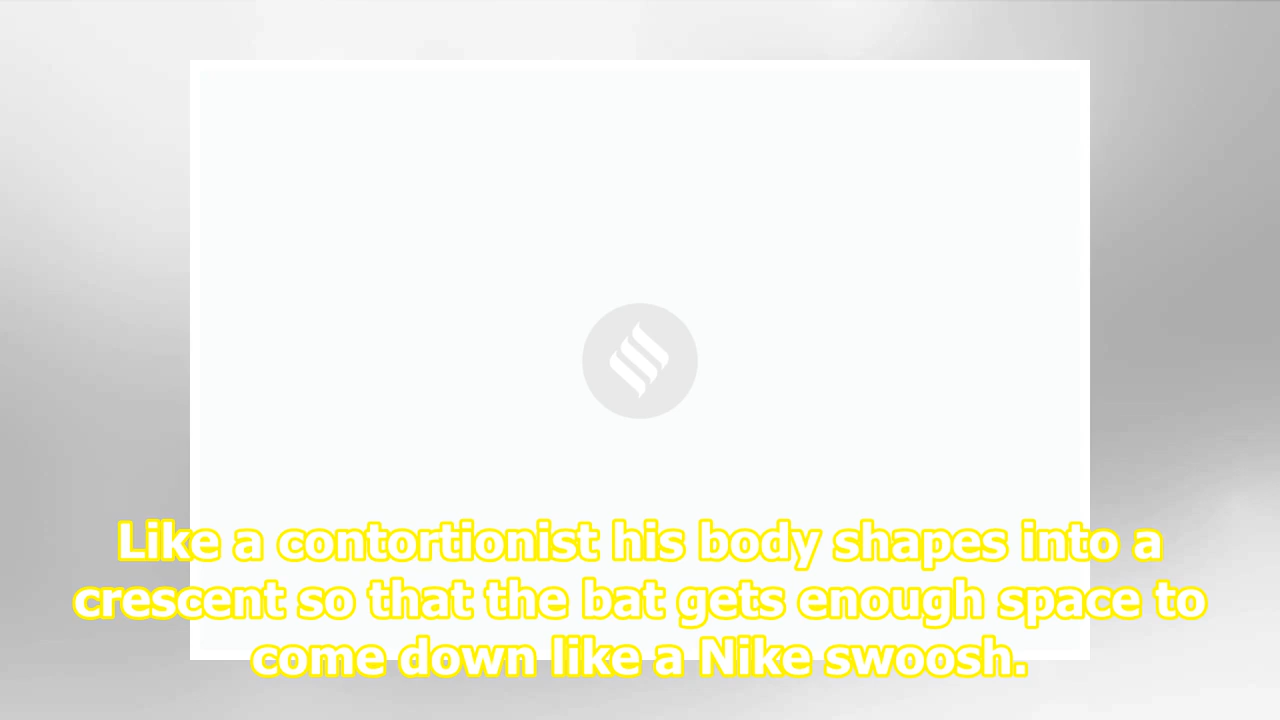 Like a contortionist his body shapes into a
crescent so that the bat gets enough space to
come down like a Nike swoosh.